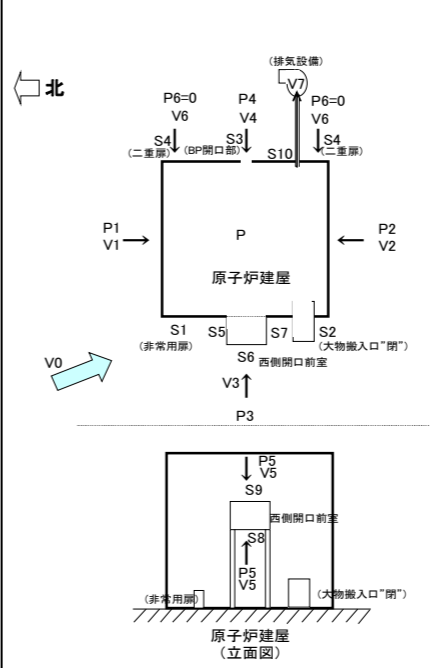 (排気設備)
V7
北
P6=0
V6
P4
V4
P6=0
V6
S4
(二重扉)
S3
(BP開口部)
S10
S4
(二重扉)
P1
V1
P
P2
V2
原子炉建屋
S1
(非常用扉)
S5
S7
S2
(大物搬入口"閉")
S6
西側開口前室
V0
V3
P3
P5
V5
S9
西側開口前室
S8
P5
V5
(非常用扉)
(大物搬入口"閉")
原子炉建屋
(立面図)